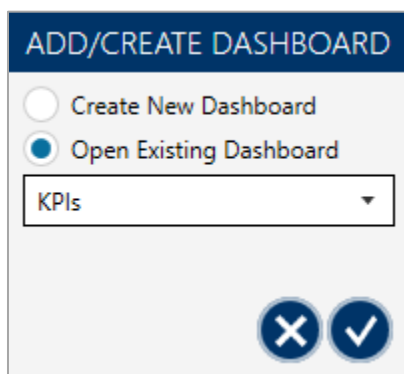 ADD/CREATE DASHBOARD
Create New Dashboard
Open Existing Dashboard
KPIs